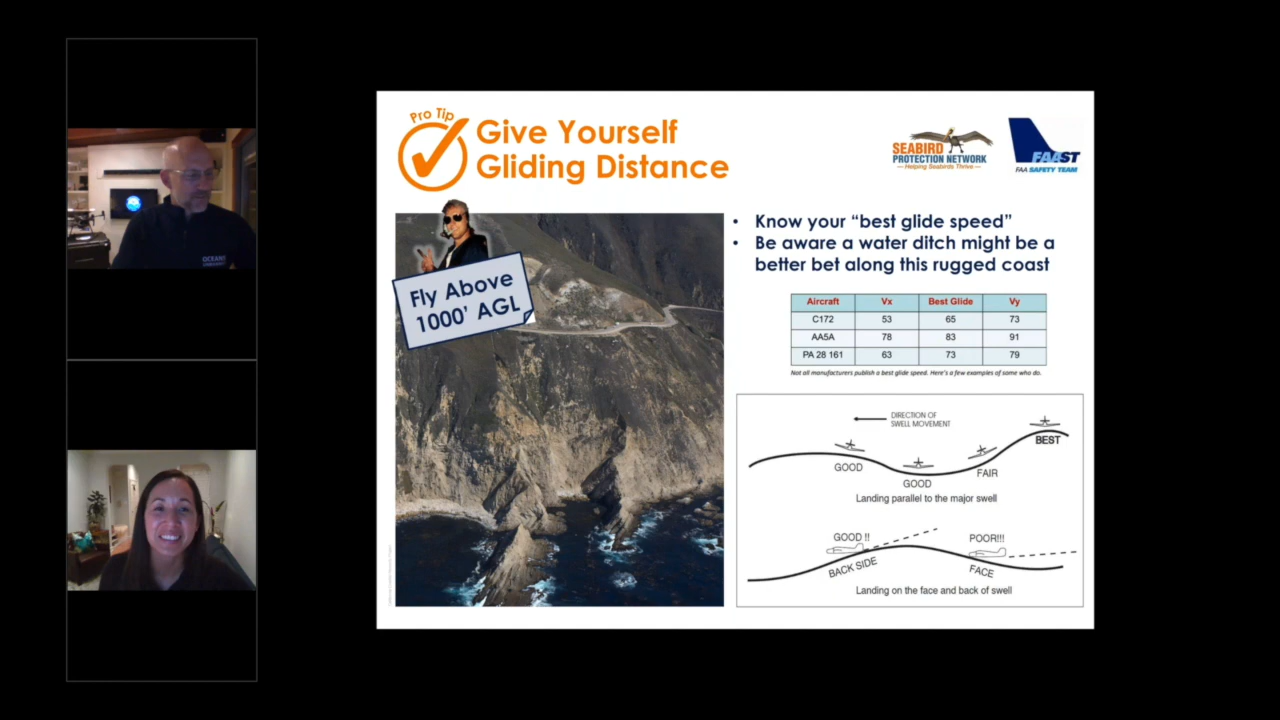 Pro Tip
Give Yourself
Gliding Distance
SEABIRD
PROTECTION NETWORK
Helping Seabirds Thrive
FAAST
FAA SAFETY TEAM
Fly Above
1000' AGL
• Know your “best glide speed”
• Be aware a water ditch might be a
better bet along this rugged coast
Aircraft Vx Best Glide Vy
C172 53 65 73
AA5A 78 83 91
PA 28 161 63 73 79
Not all manufacturers publish a best glide speed. Here's a few examples of some who do.
DIRECTION OF
SWELL MOVEMENT
BEST
GOOD
FAIR
GOOD
Landing parallel to the major swell
GOOD !! POOR!!!
BACK SIDE FACE
Landing on the face and back of swell
OCEANS